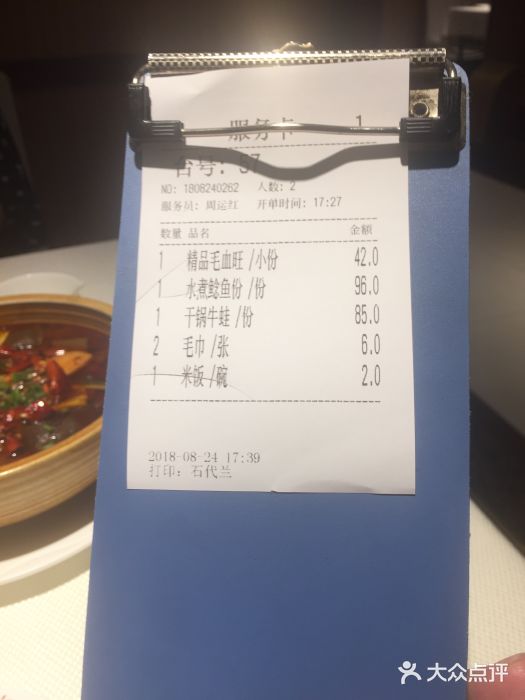 服务卡 1
台号: 57
NO: 1808240262 人数: 2
服务员: 周运红 开单时间: 17:27
数量 品名 金额
1 精品毛血旺 /小份 42.0
1 水煮鲶鱼份 /份 96.0
1 干锅牛蛙 /份 85.0
2 毛巾 /张 6.0
1 米饭 /碗 2.0
2018-08-24 17:39
打印: 石代兰
大众点评